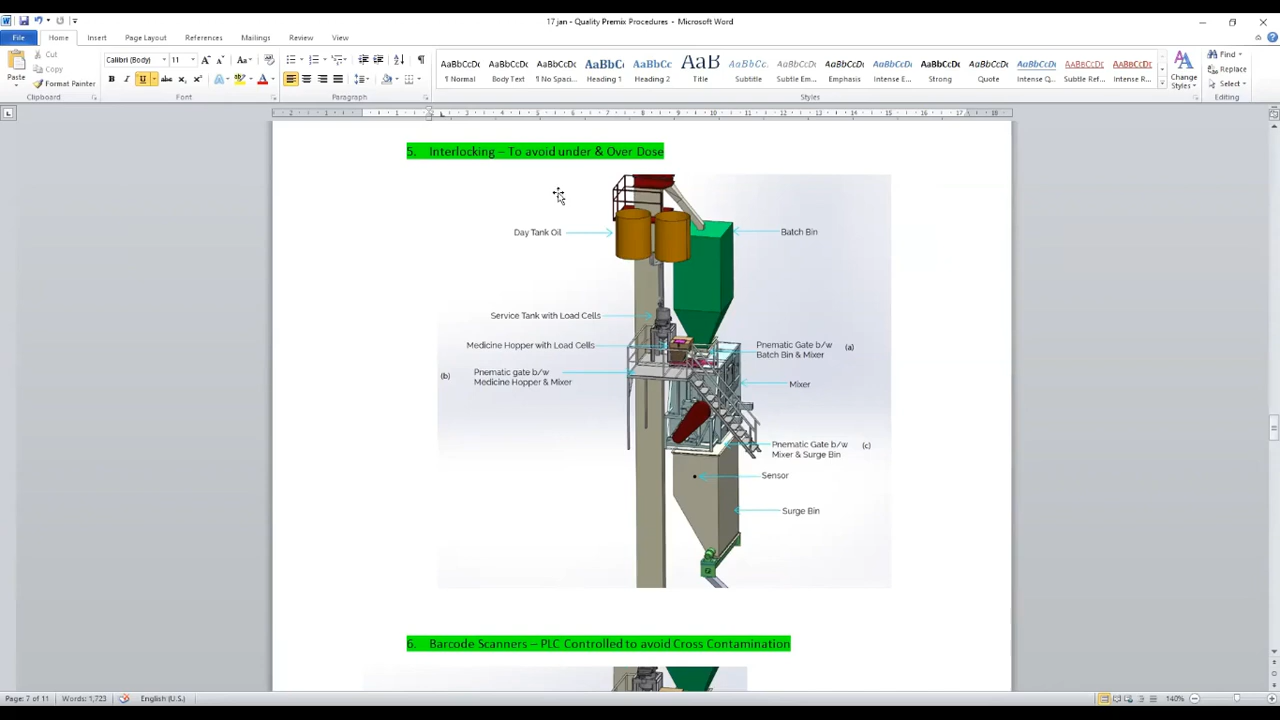 17 jan - Quality Premix Procedures - Microsoft Word
File Home Insert Page Layout References Mailings Review View
Cut
Copy
Format Painter
Paste
Calibri (Body) 11
AaBbCcDc AaBbCcDc AaBbCcDc AaBbCc AaBbCc AaB AaBbCc. AaBbCcDc AaBbCcDc AaBbCcDc AaBbCcDc AaBbCcDc AaBbCcDc AaBbCcDc AaBbCcDc
¶ Normal Body Text ¶ No Spaci... Heading 1 Heading 2 Title Subtitle Subtle Em... Emphasis Intense E... Strong Quote Intense Q... Subtle Ref... Intense R...
Change Styles
Find
Replace
Select
Clipboard Font Paragraph Styles Editing
5. Interlocking – To avoid under & Over Dose
Day Tank Oil
Batch Bin
Service Tank with Load Cells
Medicine Hopper with Load Cells
Pnematic Gate b/w (a)
Batch Bin & Mixer
(b) Pnematic gate b/w
Medicine Hopper & Mixer
Mixer
Pnematic Gate b/w (c)
Mixer & Surge Bin
Sensor
Surge Bin
6. Barcode Scanners – PLC Controlled to avoid Cross Contamination
Page: 7 of 11 Words: 1,723 English (U.S.) 140%